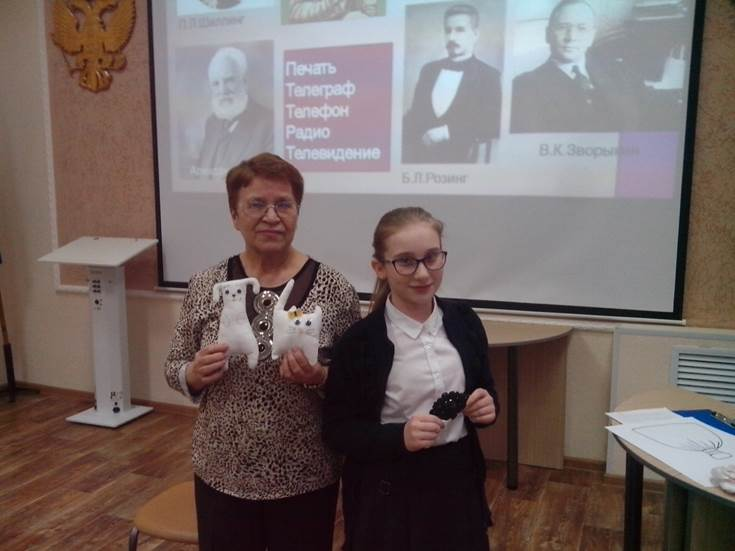 П.Л.Шиллинг
Печать
Телеграф
Телефон
Радио
Телевидение
Б.Л.Розинг
В.К.Зворыкин